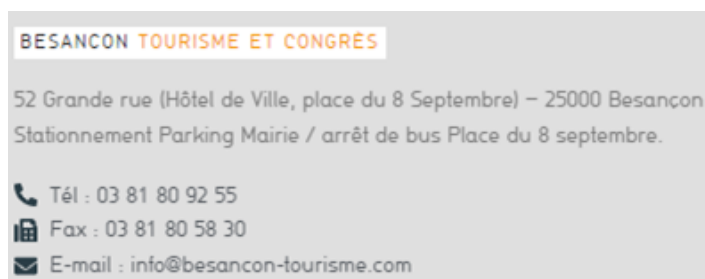 BESANCON TOURISME ET CONGRÈS
52 Grande rue (Hôtel de Ville, place du 8 Septembre) – 25000 Besançon
Stationnement Parking Mairie / arrêt de bus Place du 8 septembre.
Tél : 03 81 80 92 55
Fax : 03 81 80 58 30
E-mail : info@besancon-tourisme.com